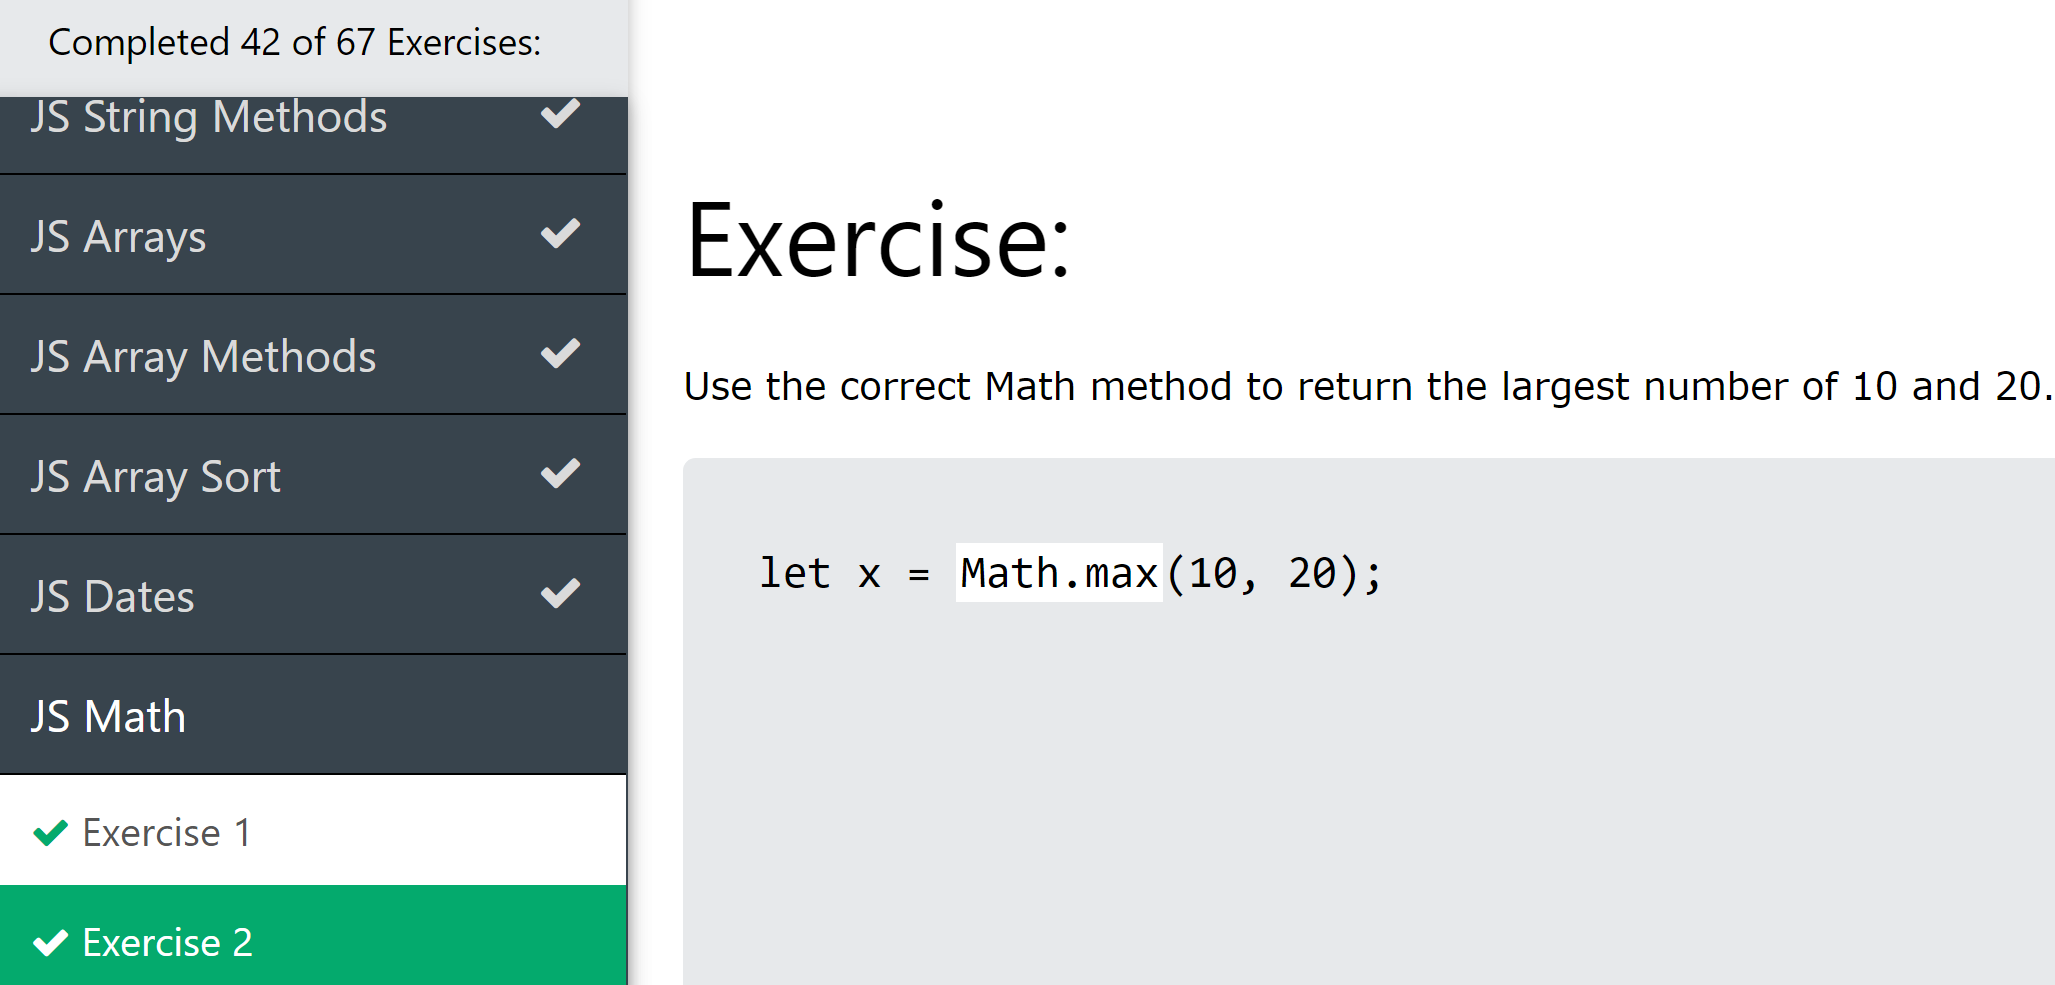 Completed 42 of 67 Exercises:
JS String Methods
JS Arrays
JS Array Methods
JS Array Sort
JS Dates
JS Math
Exercise 1
Exercise 2
Exercise:
Use the correct Math method to return the largest number of 10 and 20.
let x = Math.max(10, 20);